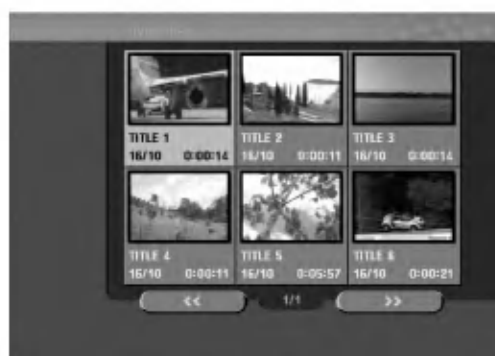 TITLE 1 TITLE 2 TITLE 3
16/10 0:00:14 16/10 0:00:11 16/10 0:00:14
TITLE 4 TITLE 5 TITLE 6
16/10 0:00:11 16/10 0:05:57 16/10 0:00:21
<< 1/1 >>